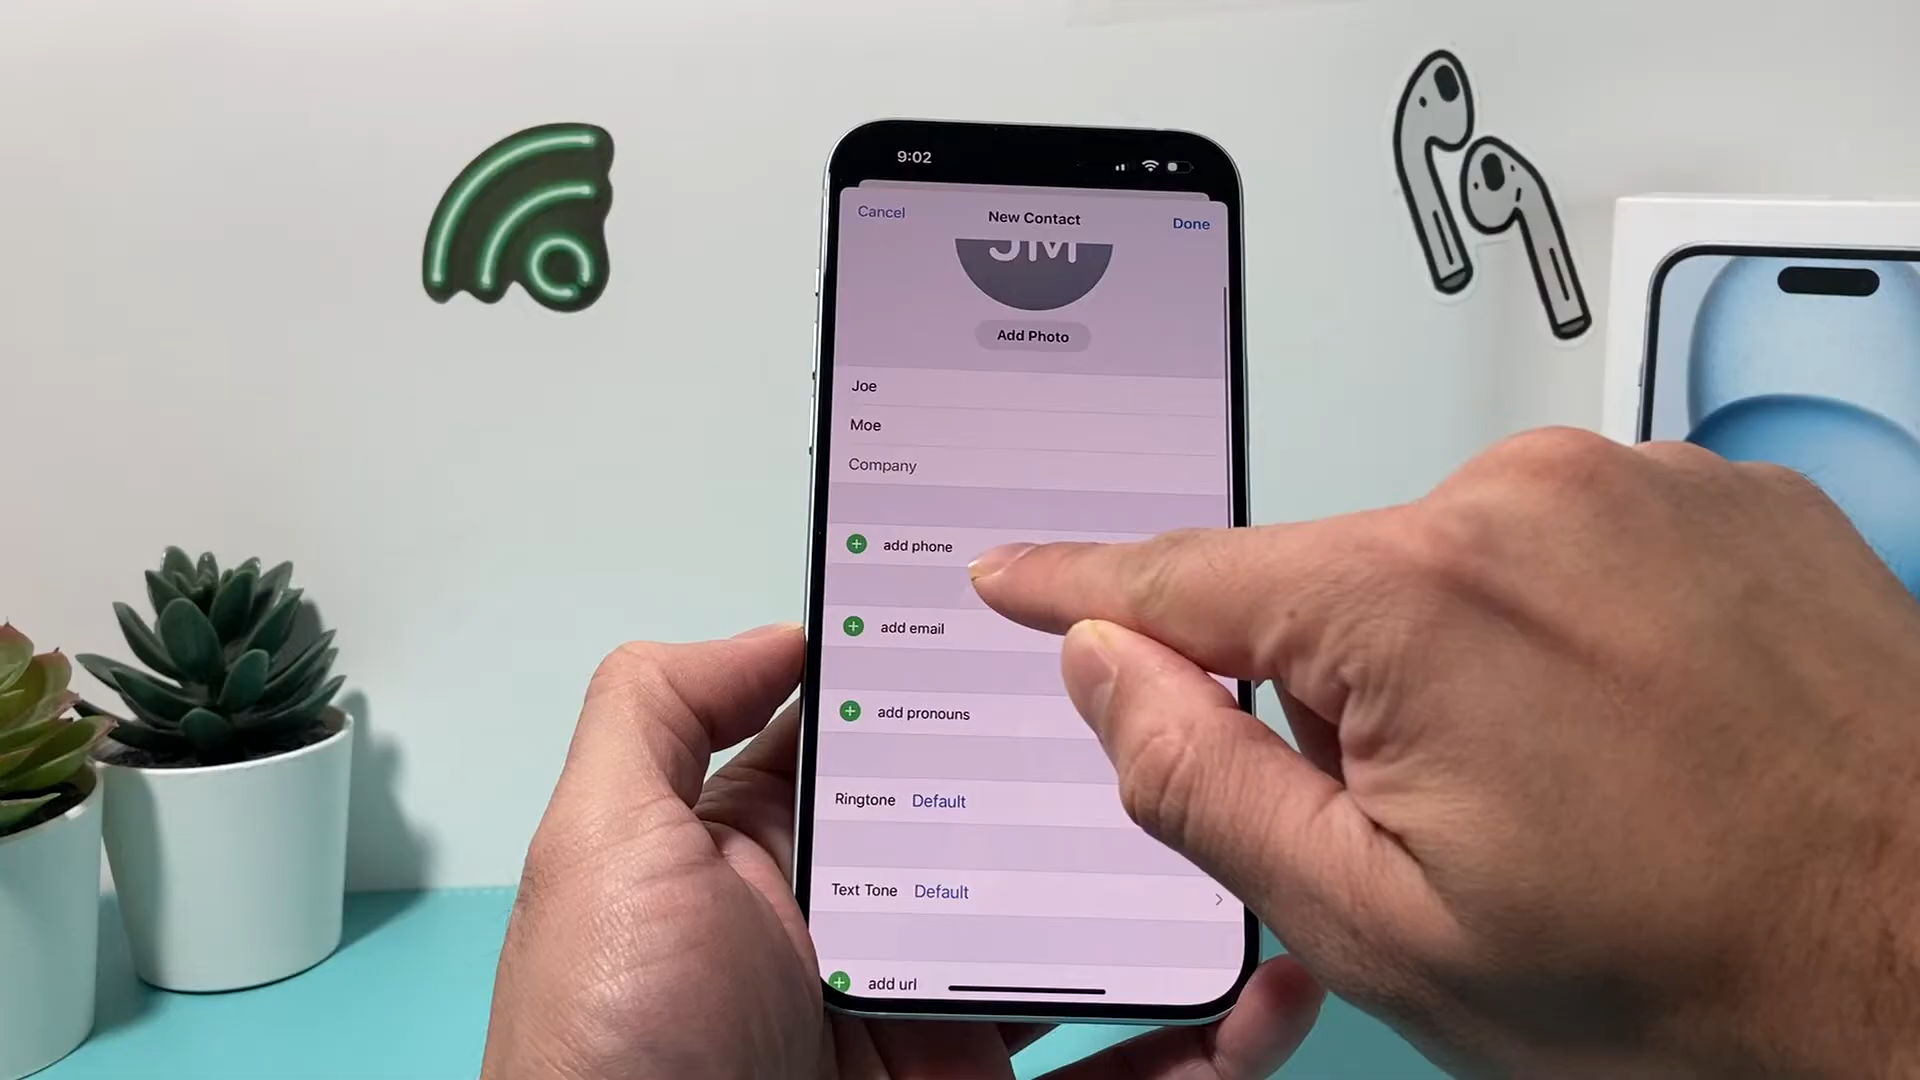 9:02
Cancel
New Contact
Done
JM
Add Photo
Joe
Moe
Company
add phone
add email
add pronouns
Ringtone Default
Text Tone Default
add url